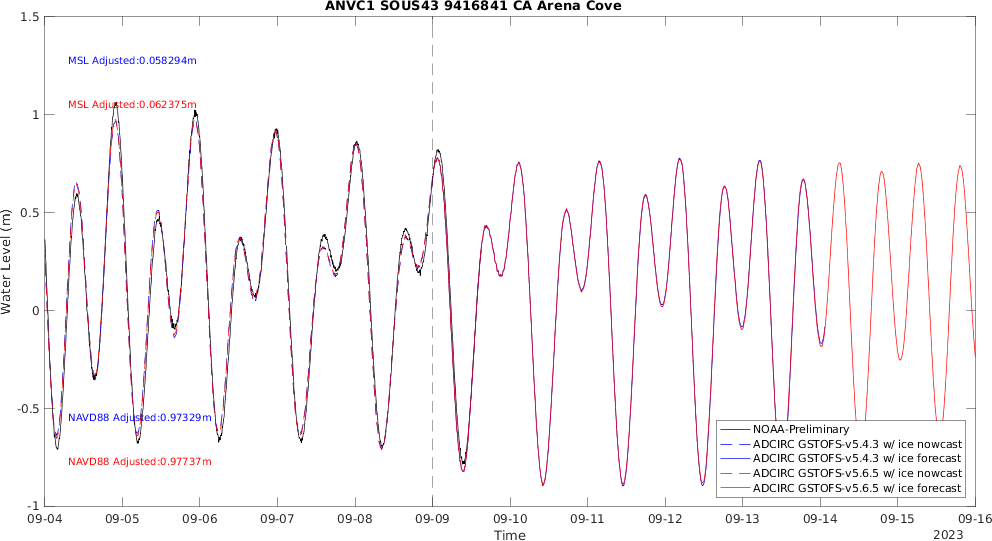 ANVC1 SOUS43 9416841 CA Arena Cove
1.5
1
0.5
0
-0.5
-1
Water Level (m)
MSL Adjusted:0.058294m
MSL Adjusted:0.062375m
NAVD88 Adjusted:0.97329m
NAVD88 Adjusted:0.97737m
NOAA-Preliminary
ADCIRC GSTOFS-v5.4.3 w/ ice nowcast
ADCIRC GSTOFS-v5.4.3 w/ ice forecast
ADCIRC GSTOFS-v5.6.5 w/ ice nowcast
ADCIRC GSTOFS-v5.6.5 w/ ice forecast
09-04 09-05 09-06 09-07 09-08 09-09 09-10 09-11 09-12 09-13 09-14 09-15 09-16
Time
2023